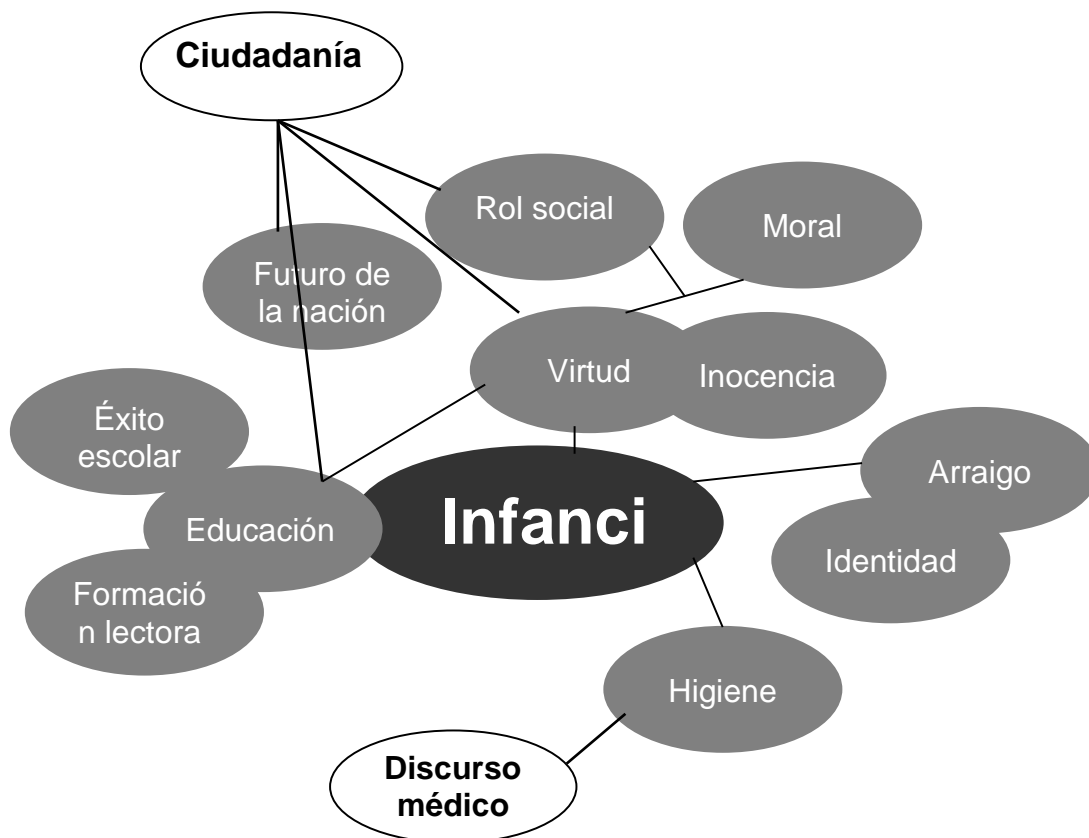 Ciudadanía
Rol social
Moral
Futuro de
la nación
Virtud
Inocencia
Éxito
escolar
Arraigo
Infanci
Educación
Identidad
Formació
n lectora
Higiene
Discurso
médico